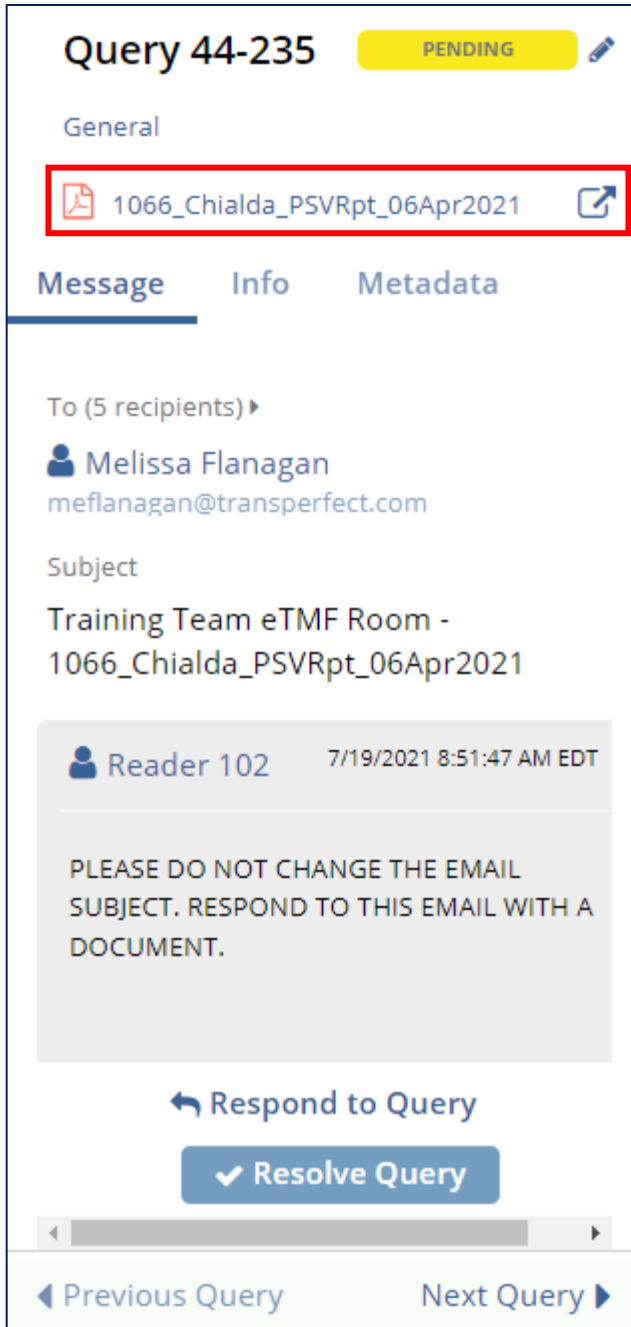 Query 44-235 PENDING
General
1066_Chialda_PSVRpt_06Apr2021
Message Info Metadata
To (5 recipients)
Melissa Flanagan
meflanagan@transperfect.com
Subject
Training Team eTMF Room -
1066_Chialda_PSVRpt_06Apr2021
Reader 102 7/19/2021 8:51:47 AM EDT
PLEASE DO NOT CHANGE THE EMAIL
SUBJECT. RESPOND TO THIS EMAIL WITH A
DOCUMENT.
Respond to Query
Resolve Query
Previous Query Next Query